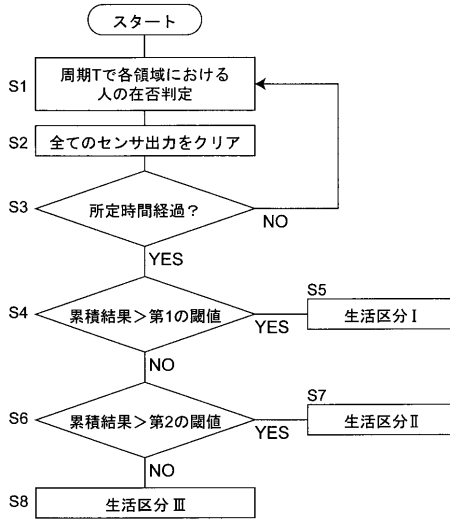 スタート
S1
周期Tで各領域における
人の在否判定
S2
全てのセンサ出力をクリア
S3
所定時間経過？
NO
YES
S4
累積結果＞第1の閾値
YES
S5
生活区分Ⅰ
NO
S6
累積結果＞第2の閾値
YES
S7
生活区分Ⅱ
NO
S8
生活区分Ⅲ